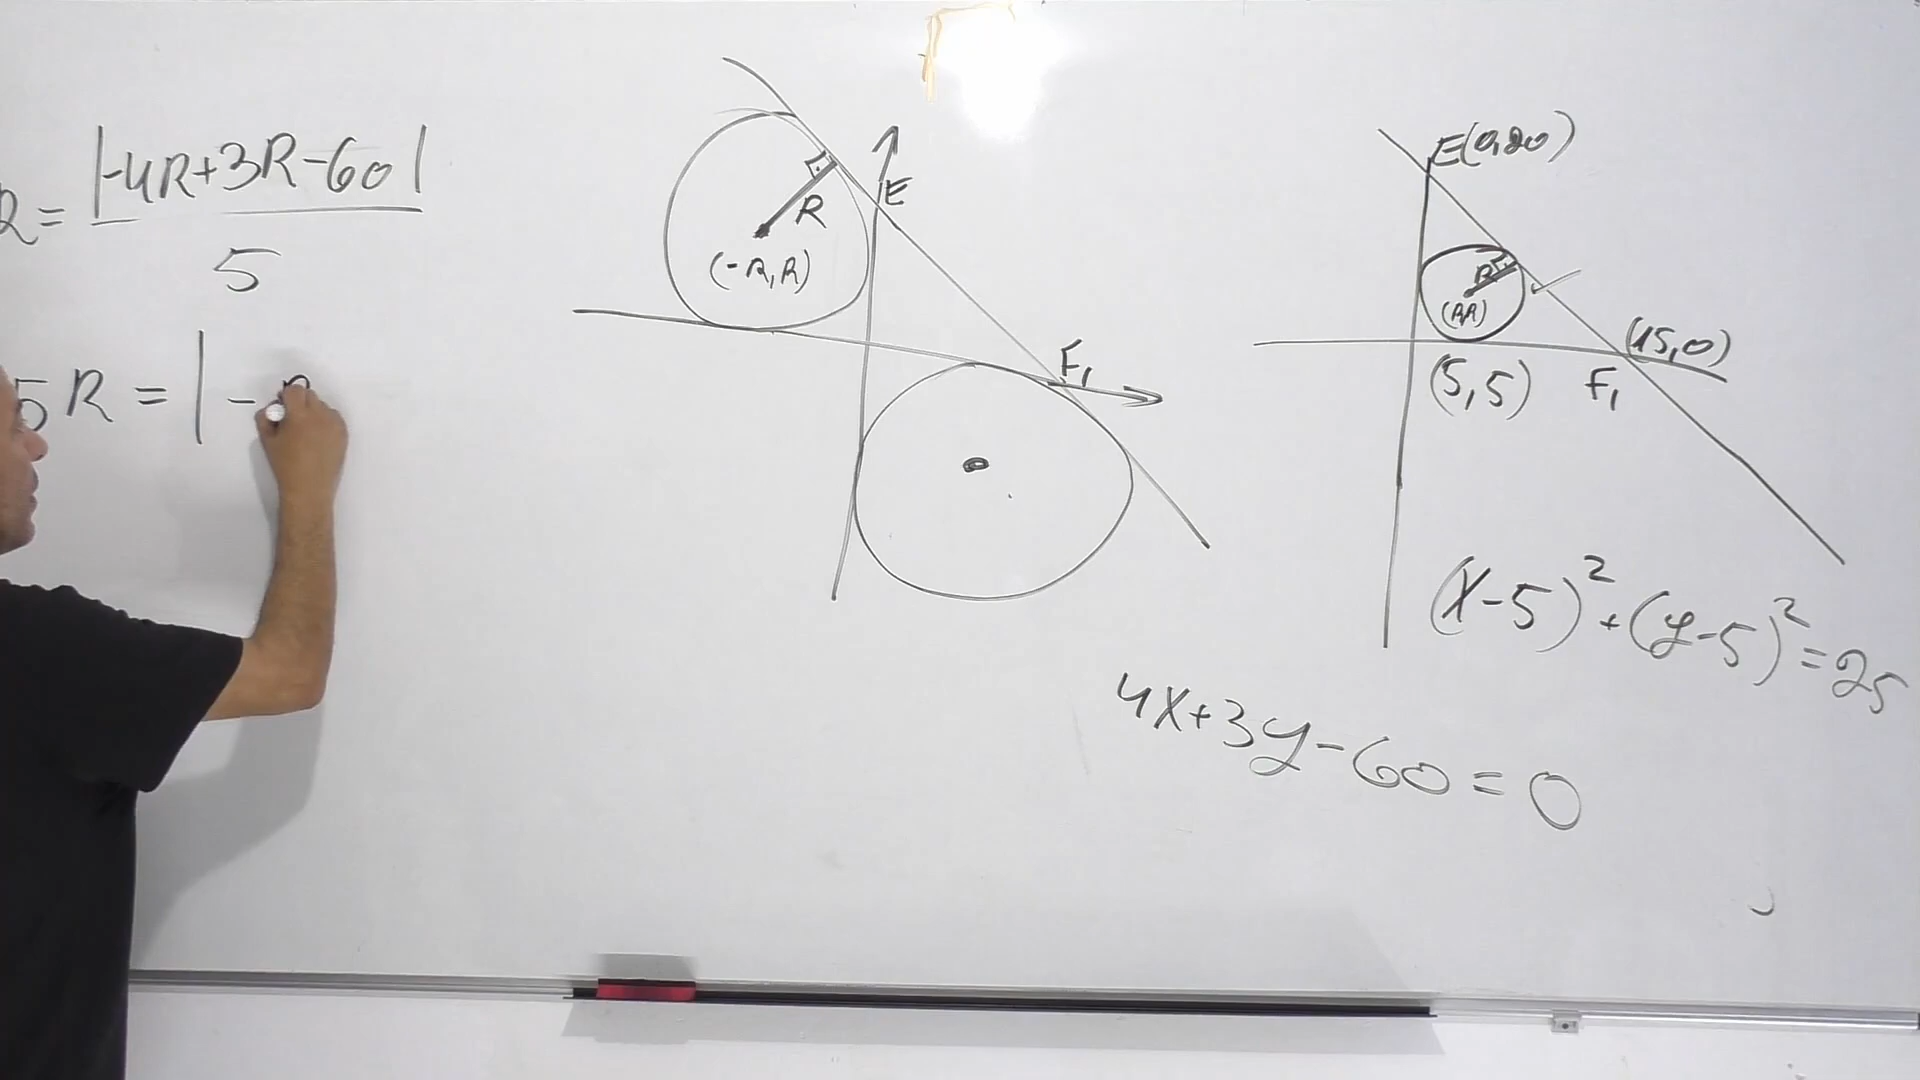 R = |-4R+3R-60|
5
5R = |-R
E
R
(-R,R)
F₁
E(0,20)
R
(R,R)
(15,0)
(5,5) F₁
(x-5)² + (y-5)² = 25
4x+3y-60=0